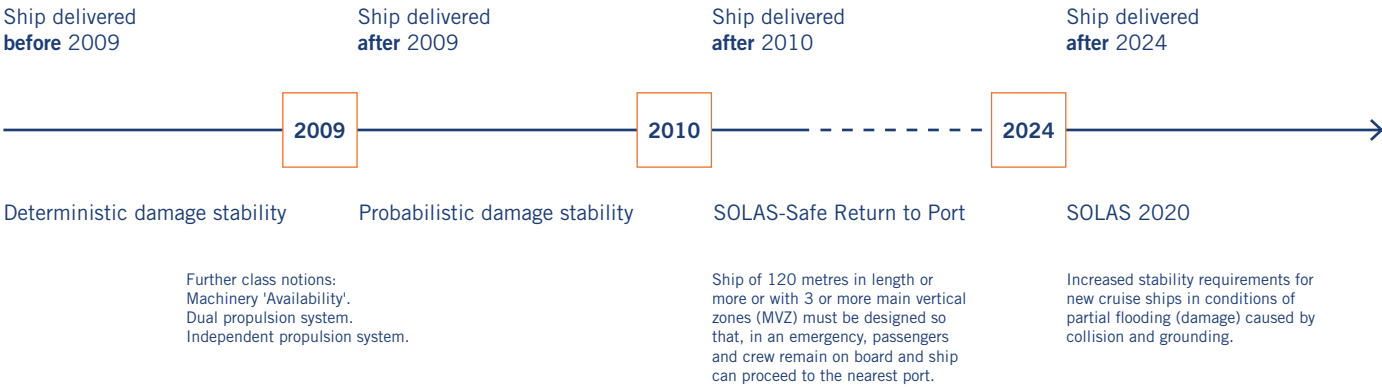 Ship delivered
before 2009
Ship delivered
after 2009
Ship delivered
after 2010
Ship delivered
after 2024
2009
2010
2024
Deterministic damage stability
Probabilistic damage stability
SOLAS-Safe Return to Port
SOLAS 2020
Further class notions:
Machinery 'Availability'.
Dual propulsion system.
Independent propulsion system.
Ship of 120 metres in length or
more or with 3 or more main vertical
zones (MVZ) must be designed so
that, in an emergency, passengers
and crew remain on board and ship
can proceed to the nearest port.
Increased stability requirements for
new cruise ships in conditions of
partial flooding (damage) caused by
collision and grounding.